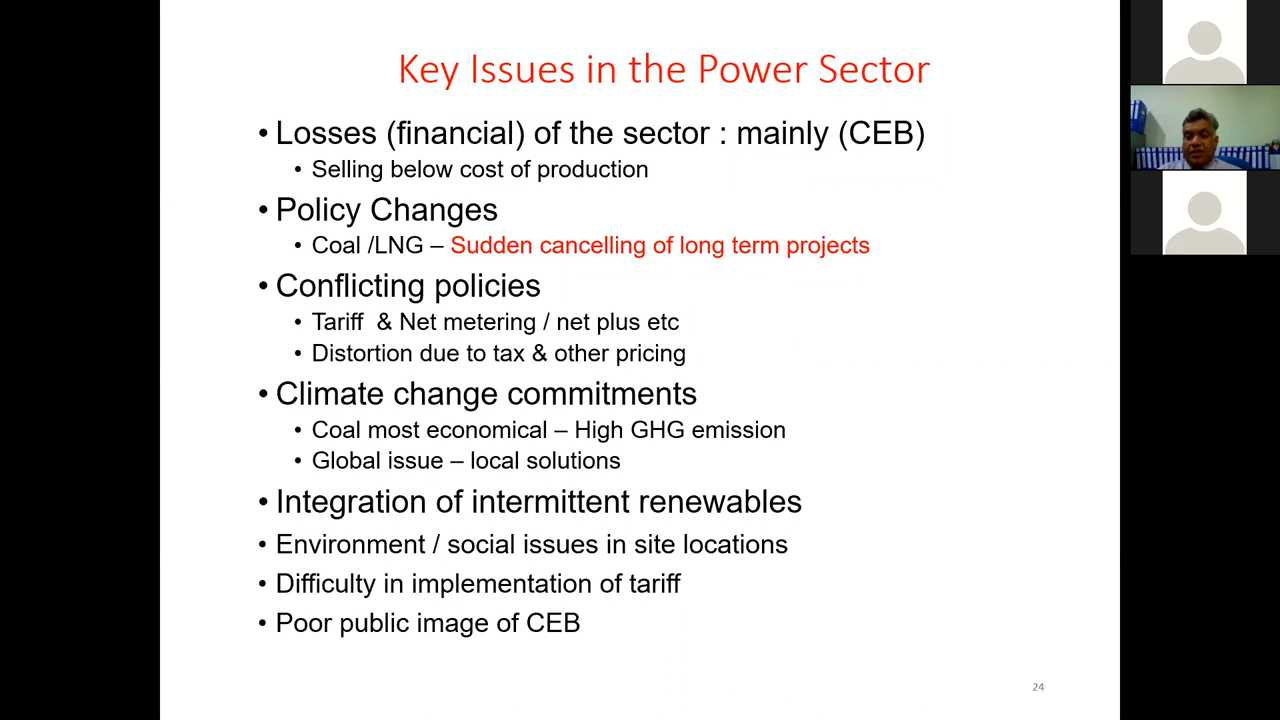 Key Issues in the Power Sector
• Losses (financial) of the sector : mainly (CEB)
• Selling below cost of production
• Policy Changes
• Coal /LNG – Sudden cancelling of long term projects
• Conflicting policies
• Tariff & Net metering / net plus etc
• Distortion due to tax & other pricing
• Climate change commitments
• Coal most economical – High GHG emission
• Global issue – local solutions
• Integration of intermittent renewables
• Environment / social issues in site locations
• Difficulty in implementation of tariff
• Poor public image of CEB
24